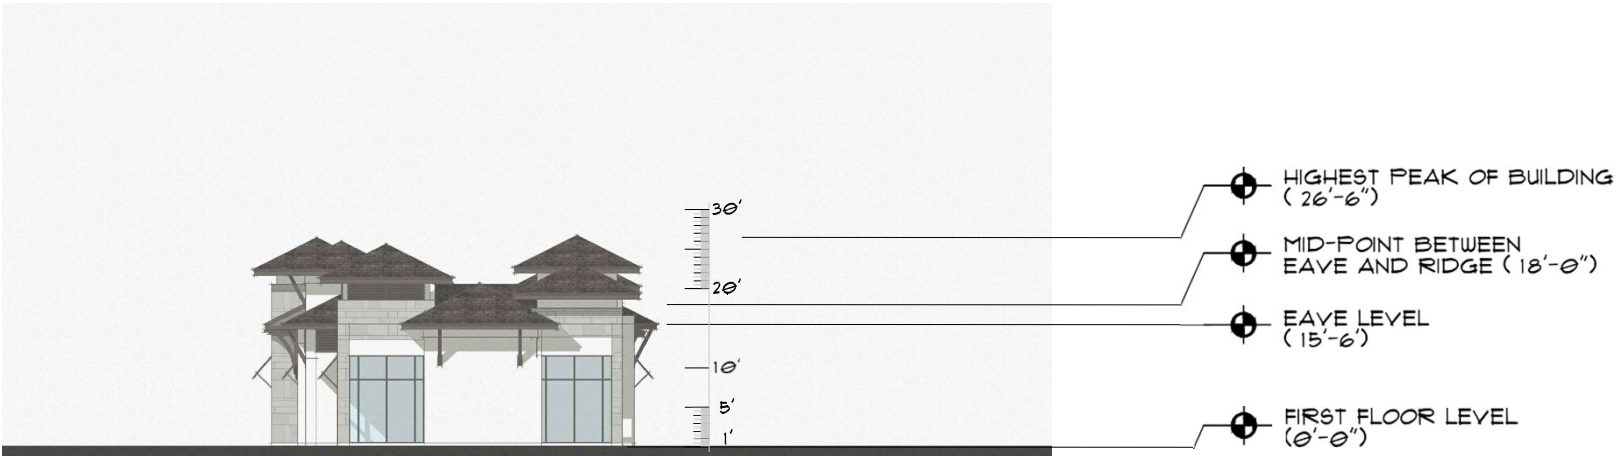 30'
20'
10'
5'
1'
HIGHEST PEAK OF BUILDING
(26'-6")
MID-POINT BETWEEN
EAVE AND RIDGE (18'-0")
EAVE LEVEL
(15'-6')
FIRST FLOOR LEVEL
(0'-0")